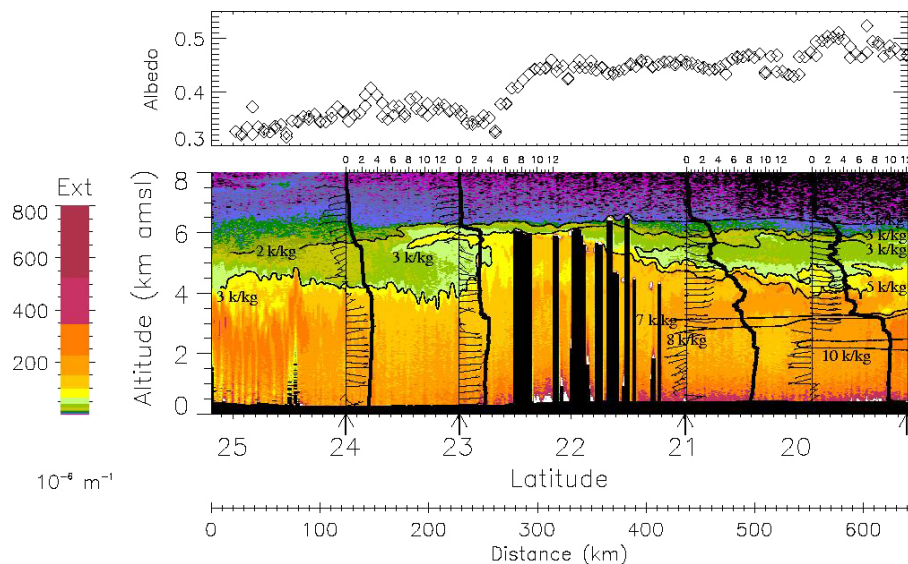 0.5
0.4
0.3
Albedo
0 2 4 6 8 10 12
0 2 4 6 8 10 12
0 2 4 6 8 10 12
0 2 4 6 8 10 12
Ext
800
600
400
200
10⁻⁶ m⁻¹
Altitude (km amsl)
8
6
4
2
0
2 k/kg
3 k/kg
3 k/kg
7 k/kg
8 k/kg
10 k/kg
3 k/kg
3 k/kg
5 k/kg
25 24 23 22 21 20
Latitude
0 100 200 300 400 500 600
Distance (km)